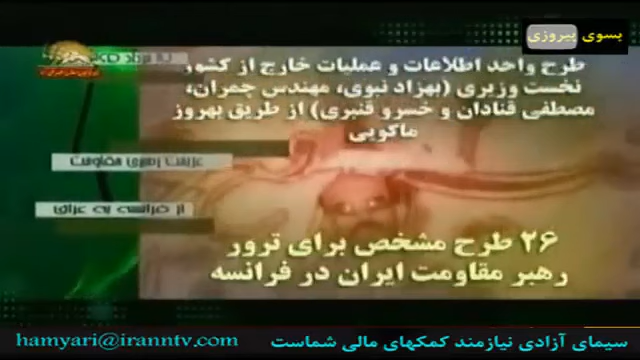 بسوی پیروزی
طرح واحد اطلاعات و عملیات خارج از کشور
نخست وزیری (بهزاد نبوی، مهندس چمران،
مصطفی قنادان و خسرو قنبری) از طریق بهروز
ماکویی
عزیمت رهبری مقاومت
از فرانسه به عراق
۲۶ طرح مشخص برای ترور
رهبر مقاومت ایران در فرانسه
hamyari@iranntv.com سیمای آزادی نیازمند کمکهای مالی شماست